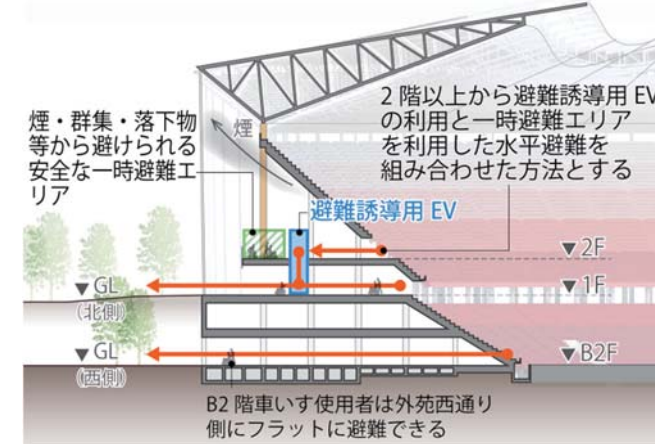 2 階以上から避難誘導用 EV
の利用と一時避難エリア
を利用した水平避難を
組み合わせた方法とする
煙・群集・落下物
等から避けられる
安全な一時避難エ
リア
煙
避難誘導用 EV
▼2F
▼GL
(北側)
▼1F
▼GL
(西側)
▼B2F
B2 階車いす使用者は外苑西通り
側にフラットに避難できる